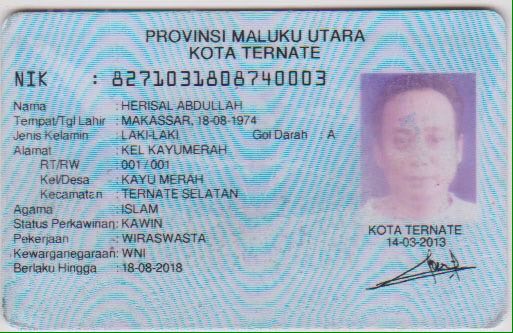 PROVINSI MALUKU UTARA
KOTA TERNATE
NIK : 8271031808740003
Nama : HERISAL ABDULLAH
Tempat/Tgl Lahir : MAKASSAR, 18-08-1974
Jenis Kelamin : LAKI-LAKI Gol Darah : A
Alamat : KEL KAYUMERAH
RT/RW : 001/001
Kel/Desa : KAYU MERAH
Kecamatan : TERNATE SELATAN
Agama : ISLAM
Status Perkawinan: KAWIN
Pekerjaan : WIRASWASTA
Kewarganegaraan: WNI
Berlaku Hingga : 18-08-2018
KOTA TERNATE
14-03-2013